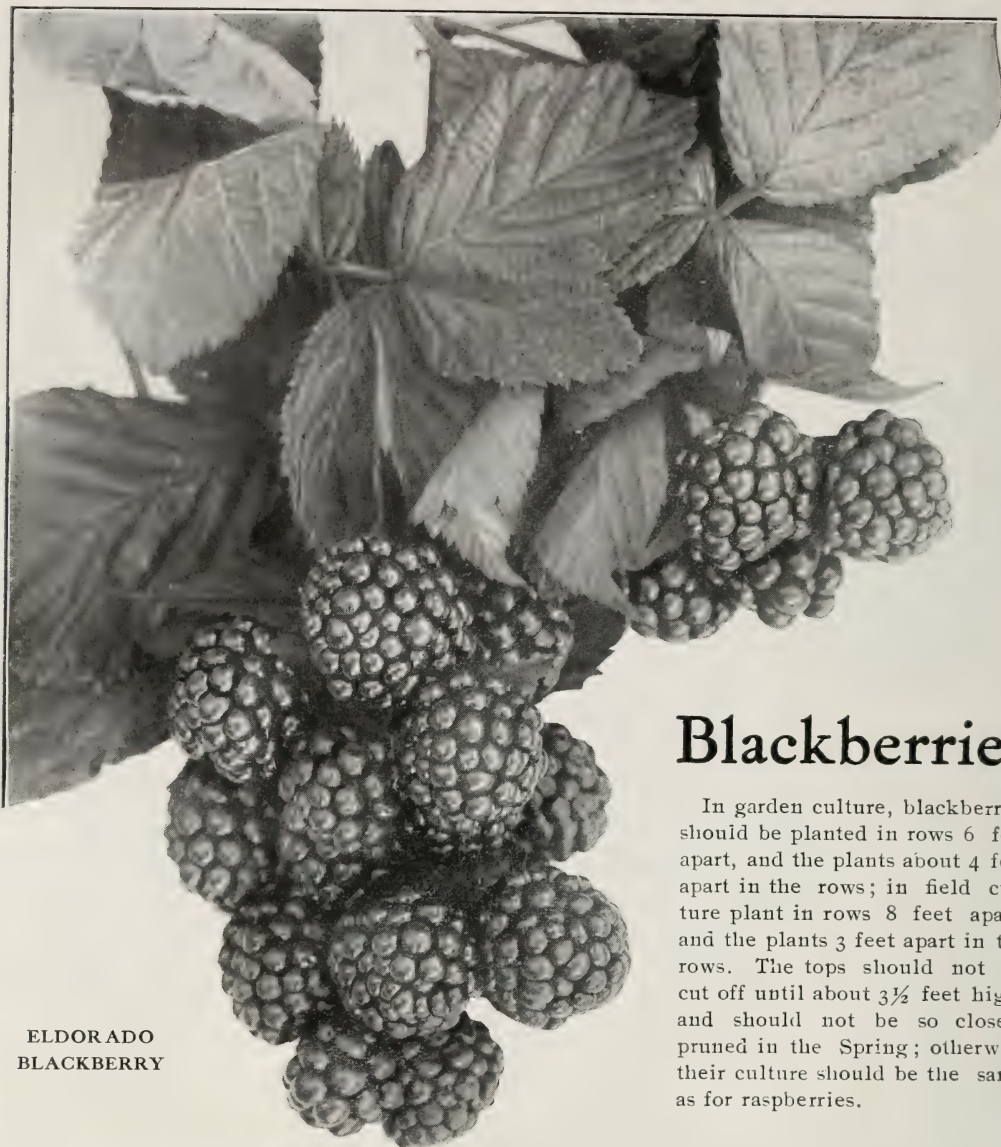 Blackberrie
In garden culture, blackberr
should be planted in rows 6 f
apart, and the plants about 4 f
apart in the rows; in field c
ture plant in rows 8 feet apa
and the plants 3 feet apart in t
rows. The tops should not
cut off until about 3½ feet hig
and should not be so close
pruned in the Spring; otherw
their culture should be the sa
as for raspberries.
ELDORADO
BLACKBERRY